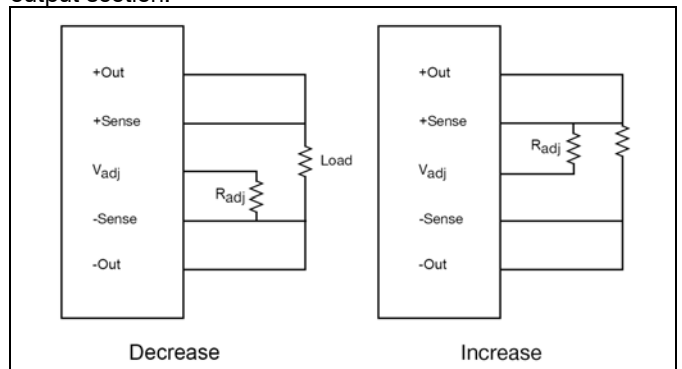 output section.
+Out
+Sense
Vadj
-Sense
-Out
Radj
Load
Decrease
+Out
+Sense
Vadj
-Sense
-Out
Radj
Increase